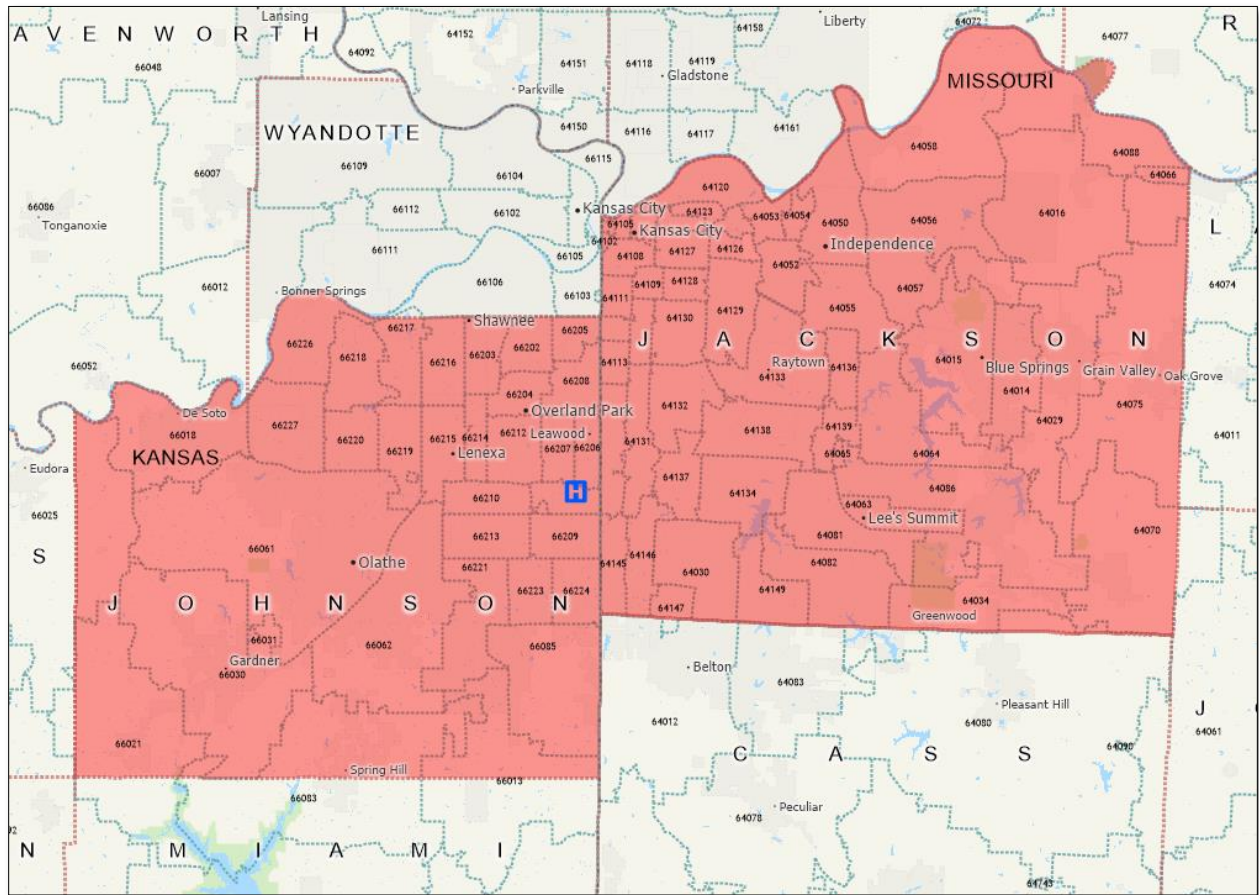 Lansing
Liberty
64072
R
A V E N W O R T H
64152
64158
64077
64092
66048
64151
64118
64119
Gladstone
MISSOURI
Parkville
WYANDOTTE
64150
64116
64117
64161
64058
64088
66115
66109
66104
64066
66007
64120
66086
Tonganoxie
66112
66102
Kansas City
64123
64053
64054
64050
64056
64016
L
64105
Kansas City
64102
66111
66105
64108
64127
64126
Independence
64052
66012
66106
66103
64109
64128
64057
64074
Bonner Springs
64111
64129
64055
64130
66217
Shawnee
66205
66226
66218
66216
66203
66202
J A C K S O N
66052
66208
64113
Raytown
64133
64136
64015
Blue Springs
Grain Valley
Oak Grove
66204
64014
64075
De Soto
Overland Park
64132
66018
66227
66220
66219
66215
66214
66212
Leawood
66207
66206
64131
64138
64139
64029
64011
KANSAS
Lenexa
64065
64064
Eudora
64137
66210
H
64134
64086
66025
64063
Lee's Summit
64070
66213
66209
64081
S
66061
Olathe
66221
64145
64146
64030
64082
66223
66224
64149
J O H N S O N
64147
64034
Greenwood
66031
66062
66085
Gardner
66030
Belton
64083
Pleasant Hill
J
64012
64080
64061
66021
C A S S
64090
Spring Hill
66013
66083
Peculiar
64078
92
N
M I A M I
64743